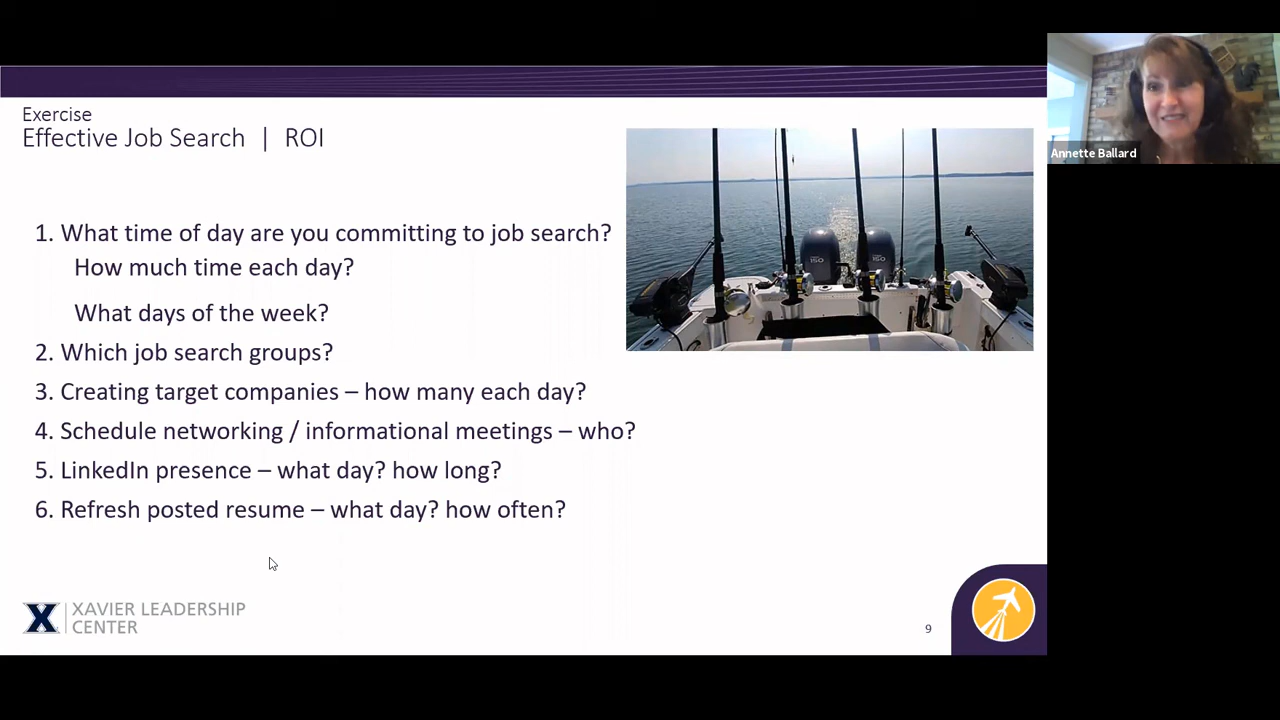 Exercise
Effective Job Search | ROI
Annette Ballard
1. What time of day are you committing to job search?
How much time each day?
What days of the week?
2. Which job search groups?
3. Creating target companies – how many each day?
4. Schedule networking / informational meetings – who?
5. LinkedIn presence – what day? how long?
6. Refresh posted resume – what day? how often?
150
150
X XAVIER LEADERSHIP
CENTER
9